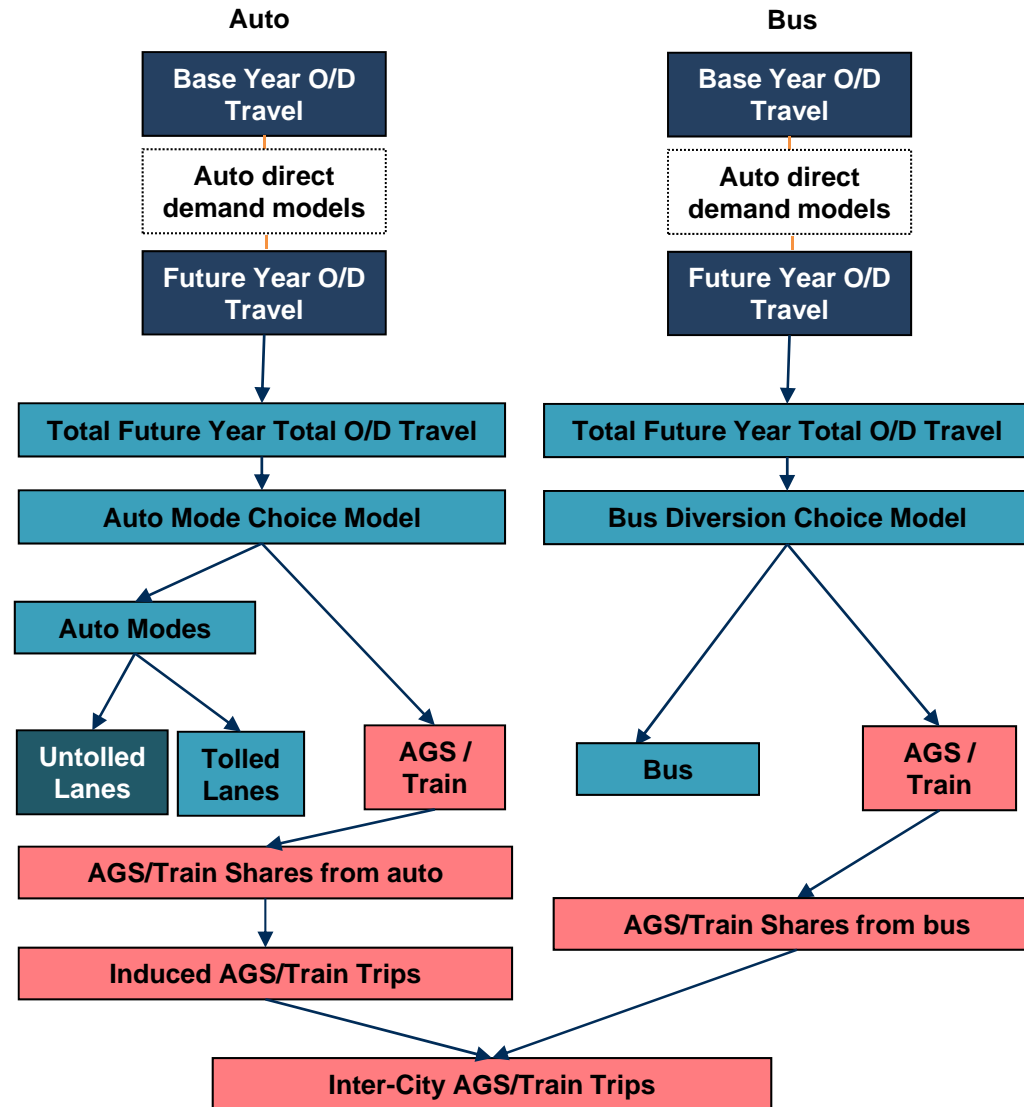 Auto
Bus
Base Year O/D
Travel
Base Year O/D
Travel
Auto direct
demand models
Auto direct
demand models
Future Year O/D
Travel
Future Year O/D
Travel
Total Future Year Total O/D Travel
Total Future Year Total O/D Travel
Auto Mode Choice Model
Bus Diversion Choice Model
Auto Modes
Untolled
Lanes
Tolled
Lanes
AGS /
Train
Bus
AGS /
Train
AGS/Train Shares from auto
AGS/Train Shares from bus
Induced AGS/Train Trips
Inter-City AGS/Train Trips